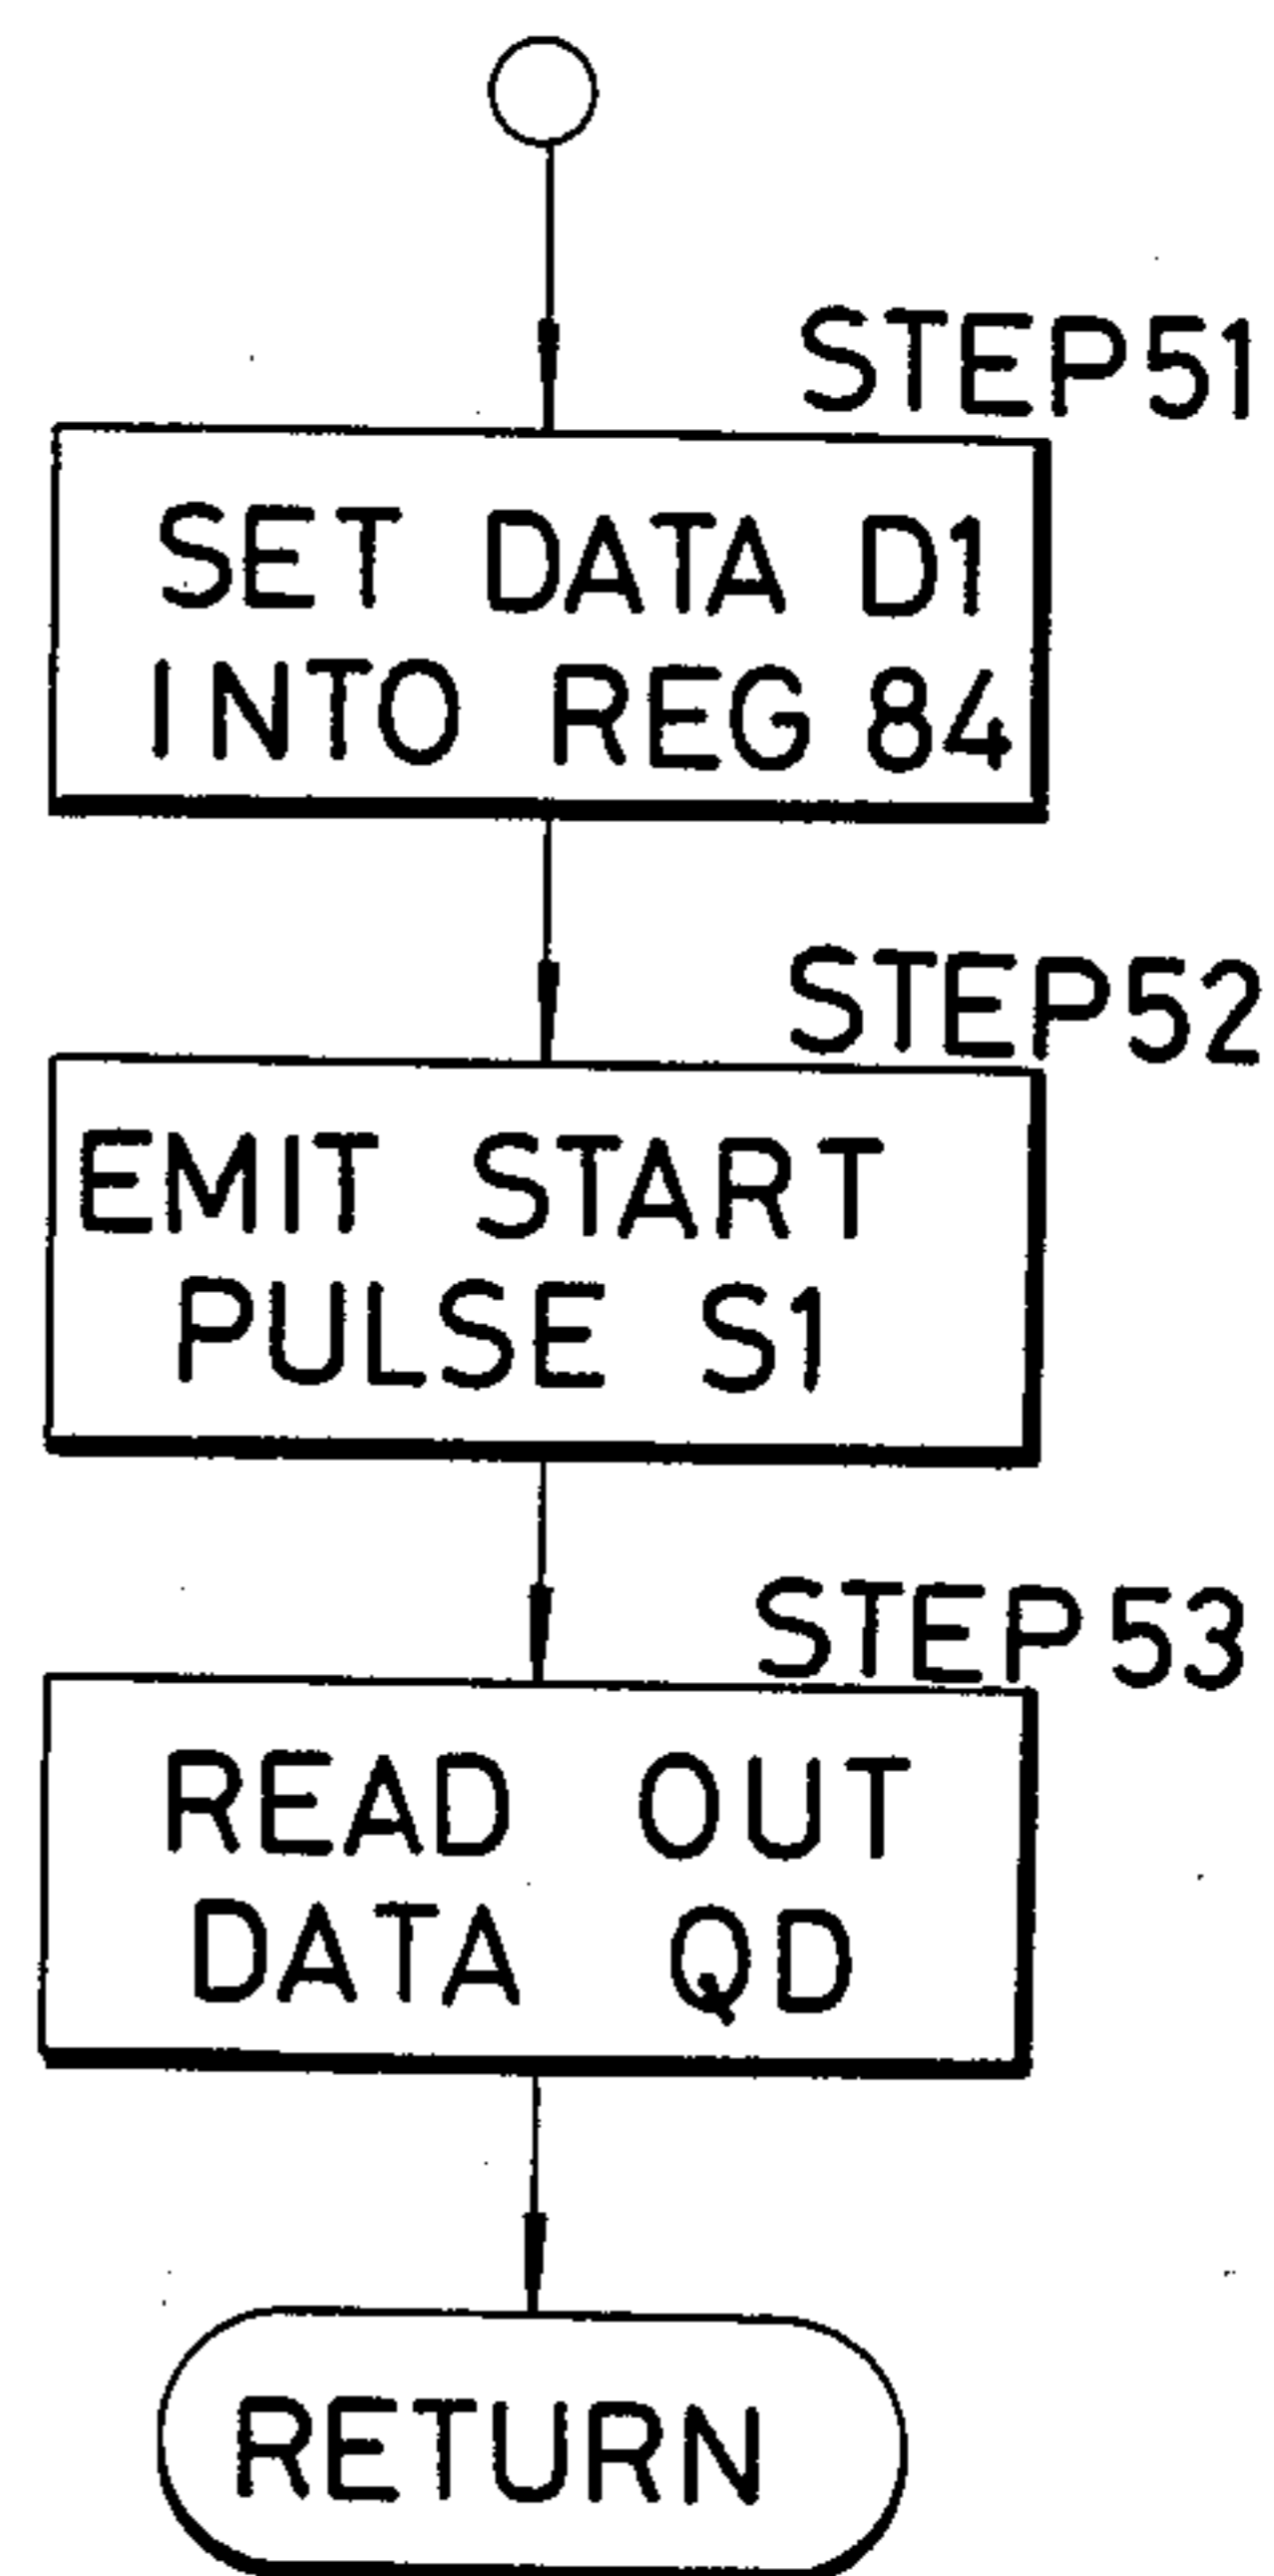 STEP51
SET DATA D1
INTO REG 84
STEP52
EMIT START
PULSE S1
STEP53
READ OUT
DATA QD
RETURN